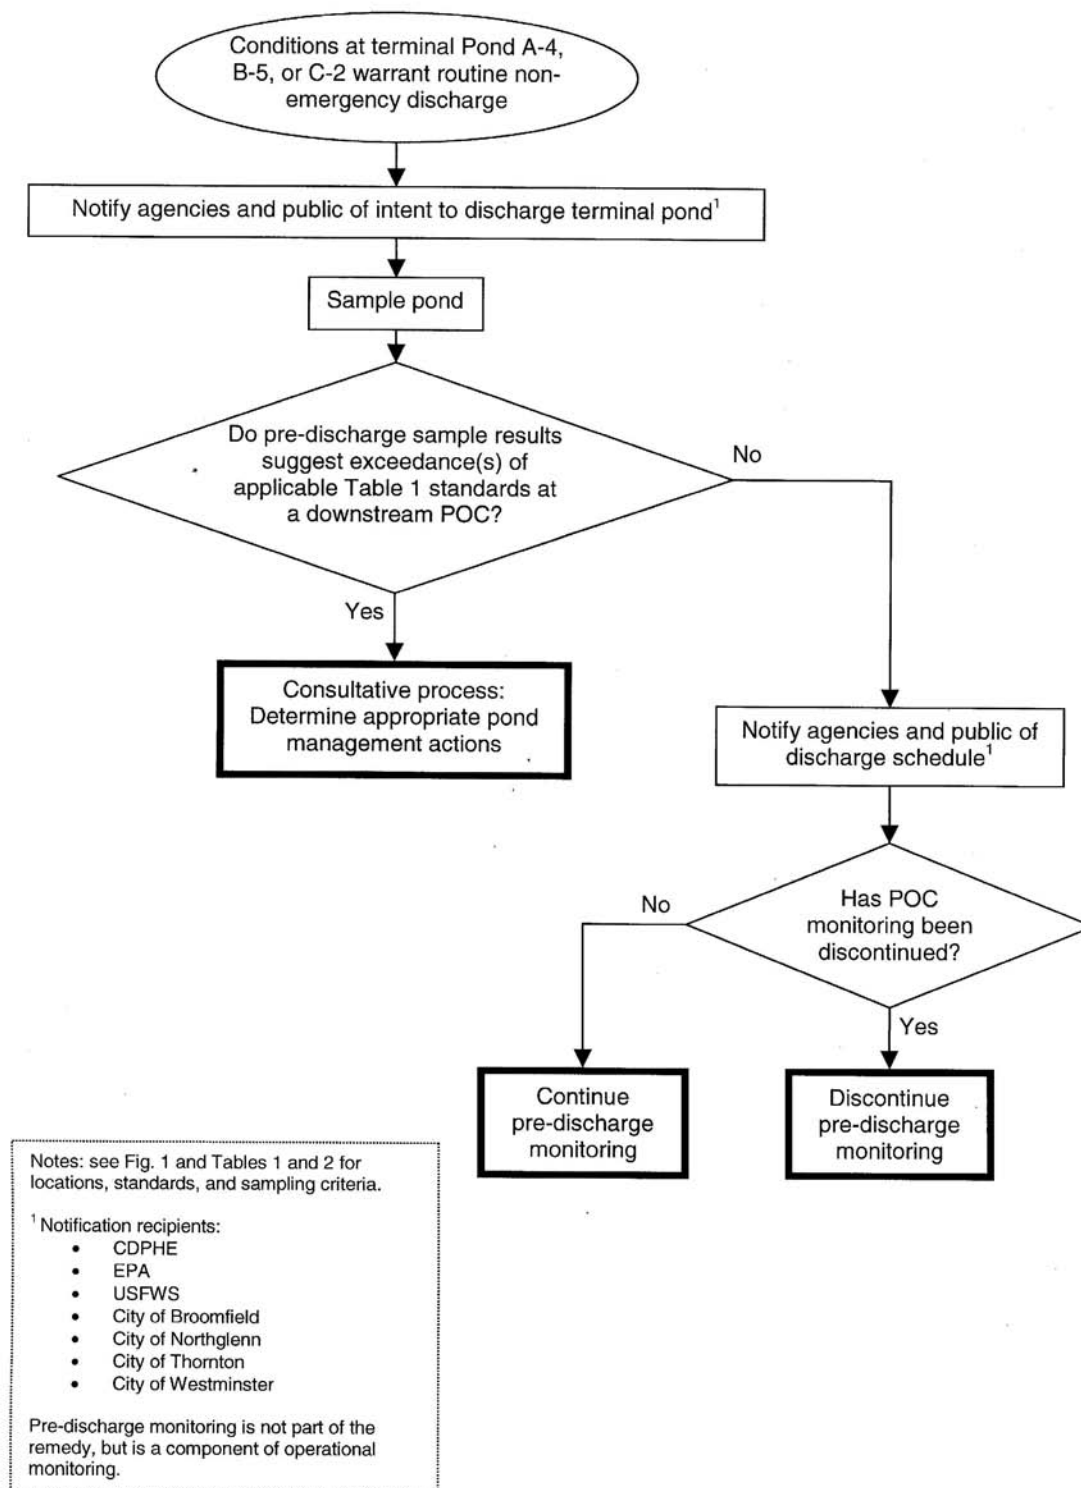 Conditions at terminal Pond A-4,
B-5, or C-2 warrant routine non-
emergency discharge
Notify agencies and public of intent to discharge terminal pond¹
Sample pond
Do pre-discharge sample results
suggest exceedance(s) of
applicable Table 1 standards at
a downstream POC?
No
Yes
Consultative process:
Determine appropriate pond
management actions
Notify agencies and public of
discharge schedule¹
Has POC
monitoring been
discontinued?
No
Yes
Continue
pre-discharge
monitoring
Discontinue
pre-discharge
monitoring
Notes: see Fig. 1 and Tables 1 and 2 for
locations, standards, and sampling criteria.
¹ Notification recipients:
• CDPHE
• EPA
• USFWS
• City of Broomfield
• City of Northglenn
• City of Thornton
• City of Westminster
Pre-discharge monitoring is not part of the
remedy, but is a component of operational
monitoring.